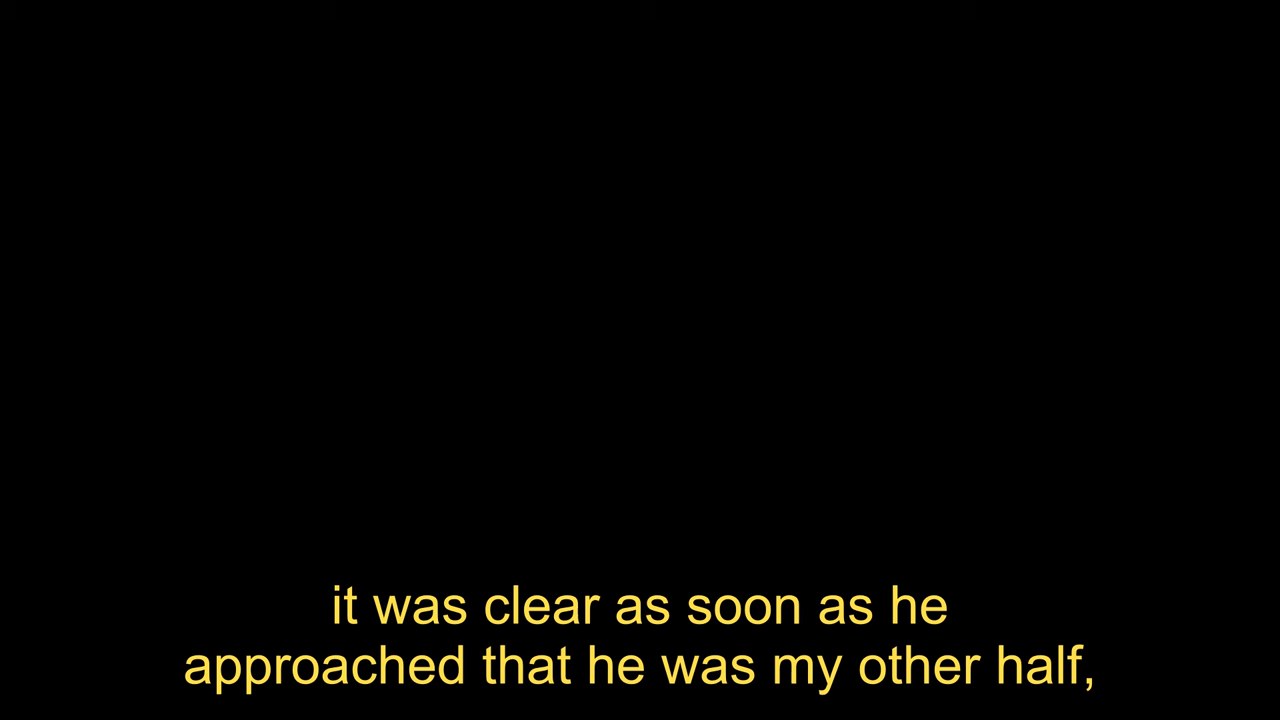 it was clear as soon as he
approached that he was my other half,